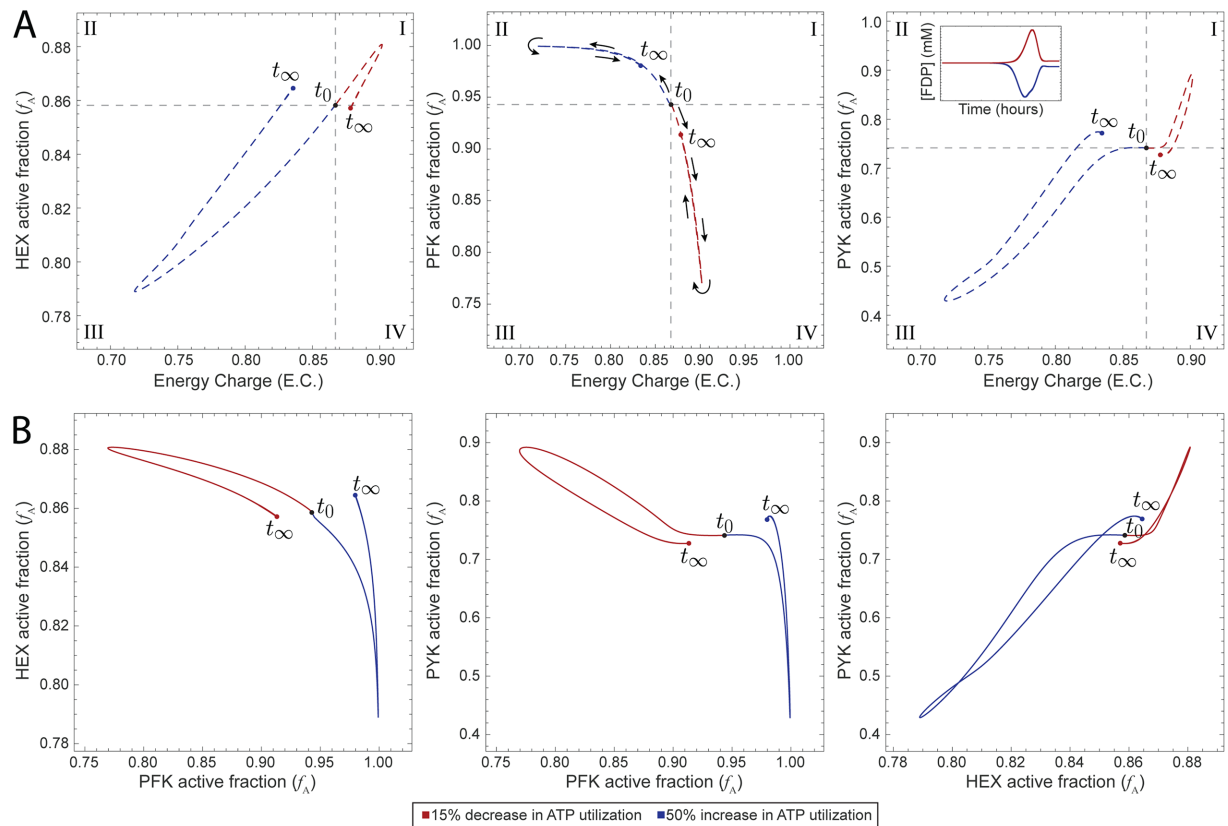 A
II
I
III
IV
t∞
t0
t∞
0.88
0.86
0.84
0.82
0.80
0.78
HEX active fraction (fA)
0.70
0.75
0.80
0.85
0.90
Energy Charge (E.C.)
II
I
III
IV
t∞
t0
t∞
1.00
0.95
0.90
0.85
0.80
0.75
PFK active fraction (fA)
0.70
0.75
0.80
0.85
0.90
0.95
1.00
Energy Charge (E.C.)
II
I
III
IV
[FDP] (mM)
Time (hours)
t∞
t0
t∞
1.0
0.9
0.8
0.7
0.6
0.5
0.4
PYK active fraction (fA)
0.70
0.75
0.80
0.85
0.90
Energy Charge (E.C.)
B
t∞
t0
t∞
0.88
0.86
0.84
0.82
0.80
0.78
HEX active fraction (fA)
0.75
0.80
0.85
0.90
0.95
1.00
PFK active fraction (fA)
t∞
t0
t∞
0.9
0.8
0.7
0.6
0.5
0.4
PYK active fraction (fA)
0.75
0.80
0.85
0.90
0.95
1.00
PFK active fraction (fA)
t∞
t0
t∞
0.9
0.8
0.7
0.6
0.5
0.4
PYK active fraction (fA)
0.78
0.80
0.82
0.84
0.86
0.88
HEX active fraction (fA)
15% decrease in ATP utilization
50% increase in ATP utilization